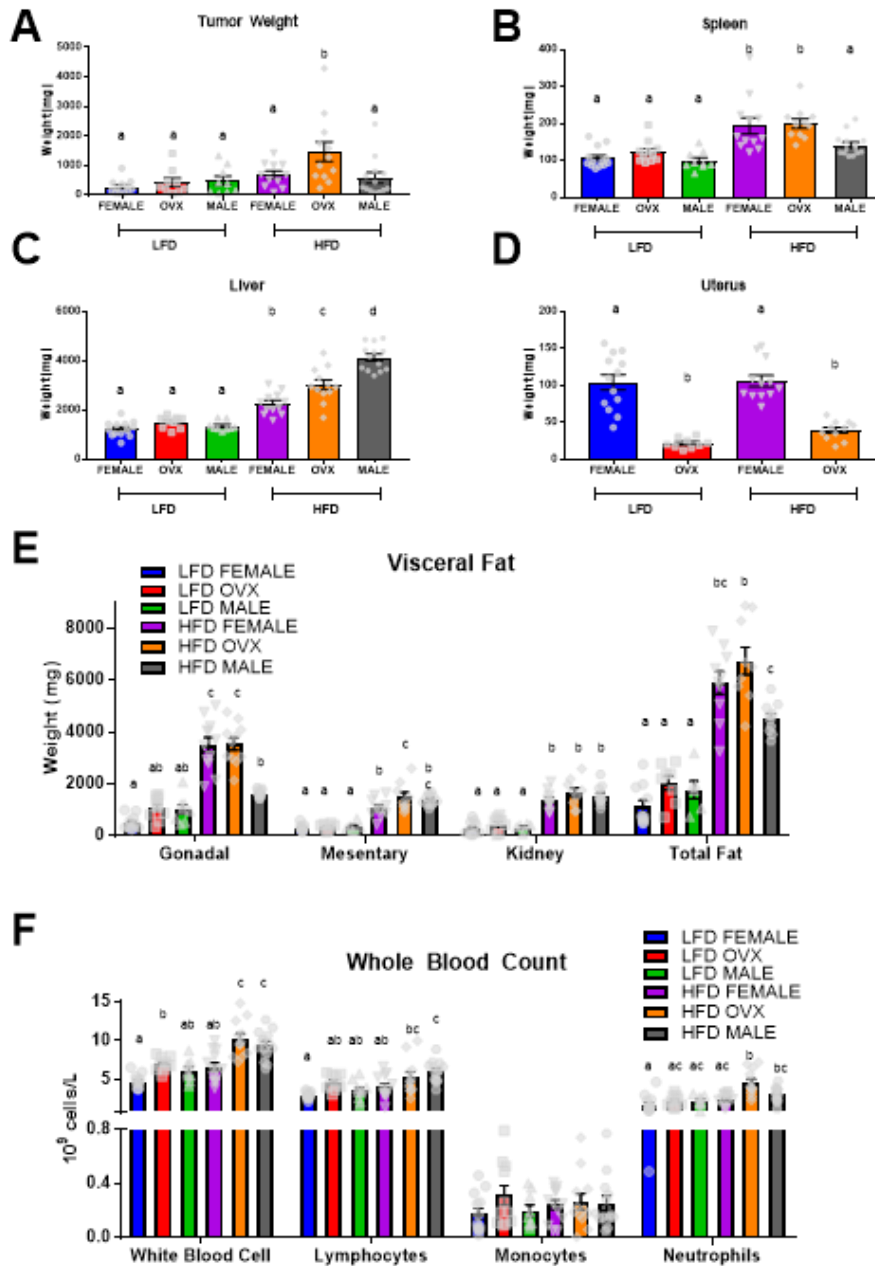 A
Tumor Weight
Weight[mg]
5000
4000
3000
2000
1000
0
a a a a b a
FEMALE OVX MALE FEMALE OVX MALE
LFD HFD
B
Spleen
Weight[mg]
400
300
200
100
0
a a a b b a
FEMALE OVX MALE FEMALE OVX MALE
LFD HFD
C
Liver
Weight[mg]
6000
4000
2000
0
a a a b c d
FEMALE OVX MALE FEMALE OVX MALE
LFD HFD
D
Uterus
Weight[mg]
200
150
100
50
0
a b a b
FEMALE OVX FEMALE OVX
LFD HFD
E
Visceral Fat
LFD FEMALE
LFD OVX
LFD MALE
HFD FEMALE
HFD OVX
HFD MALE
Weight (mg)
8000
6000
4000
2000
0
a ab ab c c b
a a a b c b c
a a a b b b
a a a bc b c
Gonadal Mesentary Kidney Total Fat
F
Whole Blood Count
LFD FEMALE
LFD OVX
LFD MALE
HFD FEMALE
HFD OVX
HFD MALE
10⁹ cells/L
15
10
5
0.8
0.4
0.0
a b ab ab c c
a ab ab ab bc c
a ac ac ac b bc
White Blood Cell Lymphocytes Monocytes Neutrophils